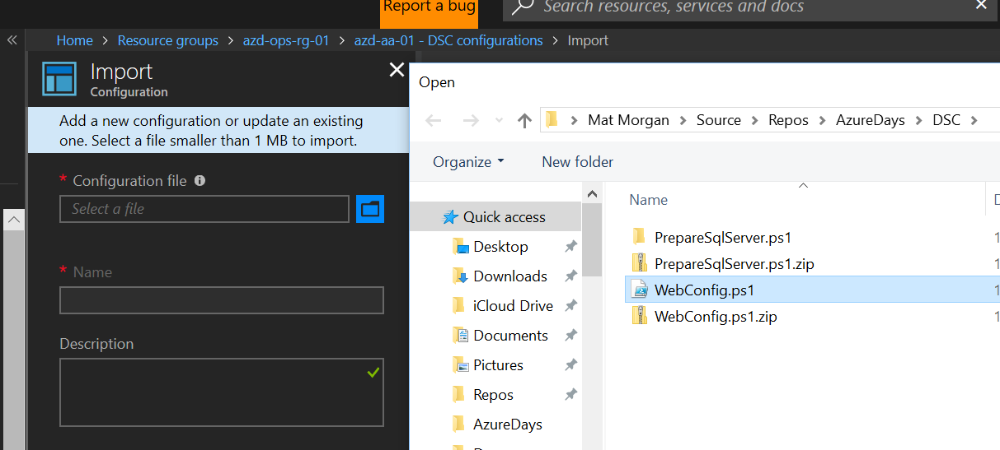 Report a bug
Search resources, services and docs
Home > Resource groups > azd-ops-rg-01 > azd-aa-01 - DSC configurations > Import
Import
Configuration
Add a new configuration or update an existing
one. Select a file smaller than 1 MB to import.
* Configuration file
Select a file
* Name
Description
Open
Mat Morgan > Source > Repos > AzureDays > DSC >
Organize
New folder
Quick access
Desktop
Downloads
iCloud Drive
Documents
Pictures
Repos
AzureDays
Name
PrepareSqlServer.ps1
PrepareSqlServer.ps1.zip
WebConfig.ps1
WebConfig.ps1.zip